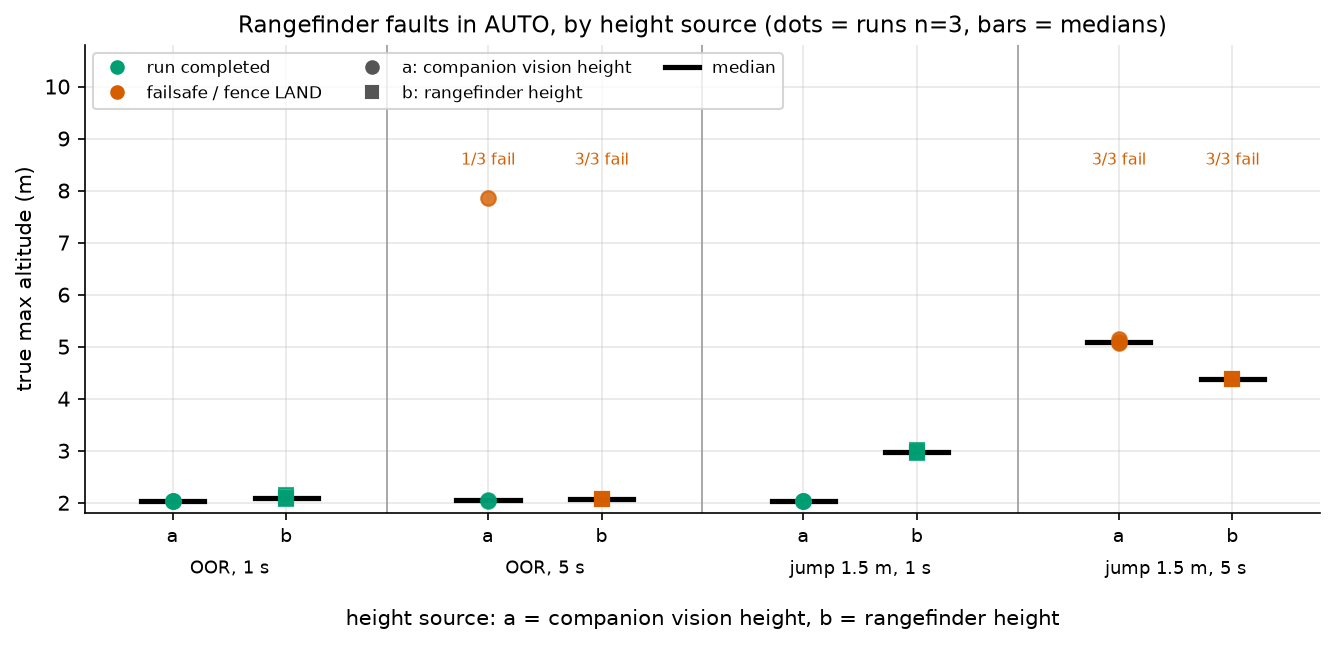 Rangefinder faults in AUTO, by height source (dots = runs n=3, bars = medians)
run completed
failsafe / fence LAND
a: companion vision height
b: rangefinder height
median
true max altitude (m)
10
9
8
7
6
5
4
3
2
1/3 fail
3/3 fail
3/3 fail
3/3 fail
a
b
a
b
a
b
a
b
OOR, 1 s
OOR, 5 s
jump 1.5 m, 1 s
jump 1.5 m, 5 s
height source: a = companion vision height, b = rangefinder height